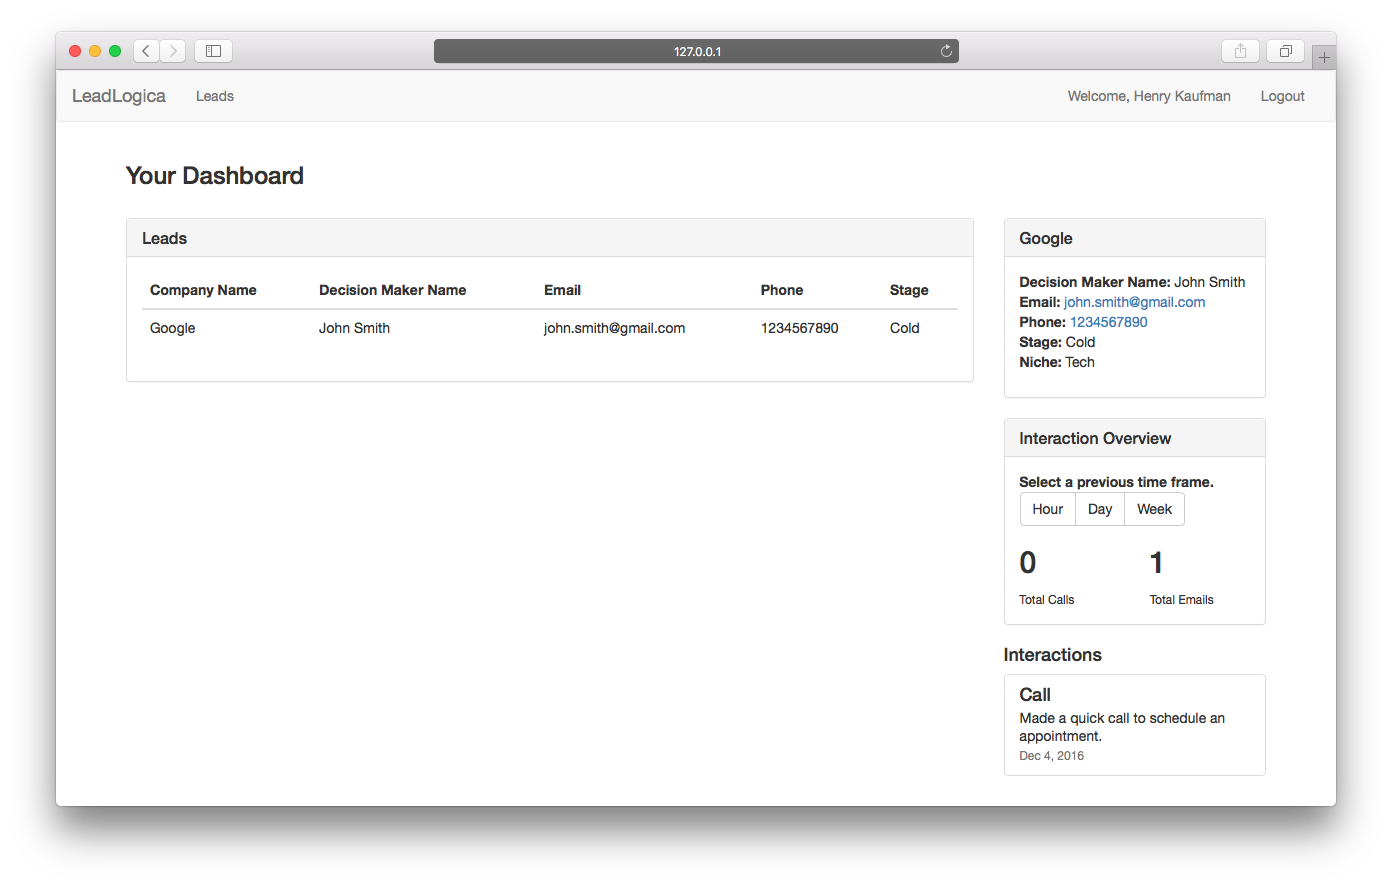 127.0.0.1
LeadLogica Leads Welcome, Henry Kaufman Logout
Your Dashboard
Leads
Company Name Decision Maker Name Email Phone Stage
Google John Smith john.smith@gmail.com 1234567890 Cold
Google
Decision Maker Name: John Smith
Email: john.smith@gmail.com
Phone: 1234567890
Stage: Cold
Niche: Tech
Interaction Overview
Select a previous time frame.
Hour Day Week
0 1
Total Calls Total Emails
Interactions
Call
Made a quick call to schedule an
appointment.
Dec 4, 2016